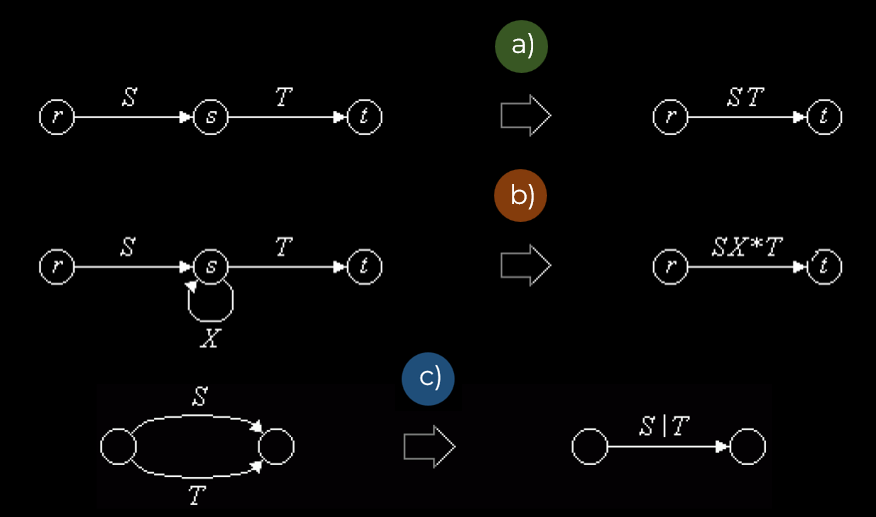 a)
S T ST
r s t r t
b)
S T SX*T
r s t r t
X
c)
S
S|T
T